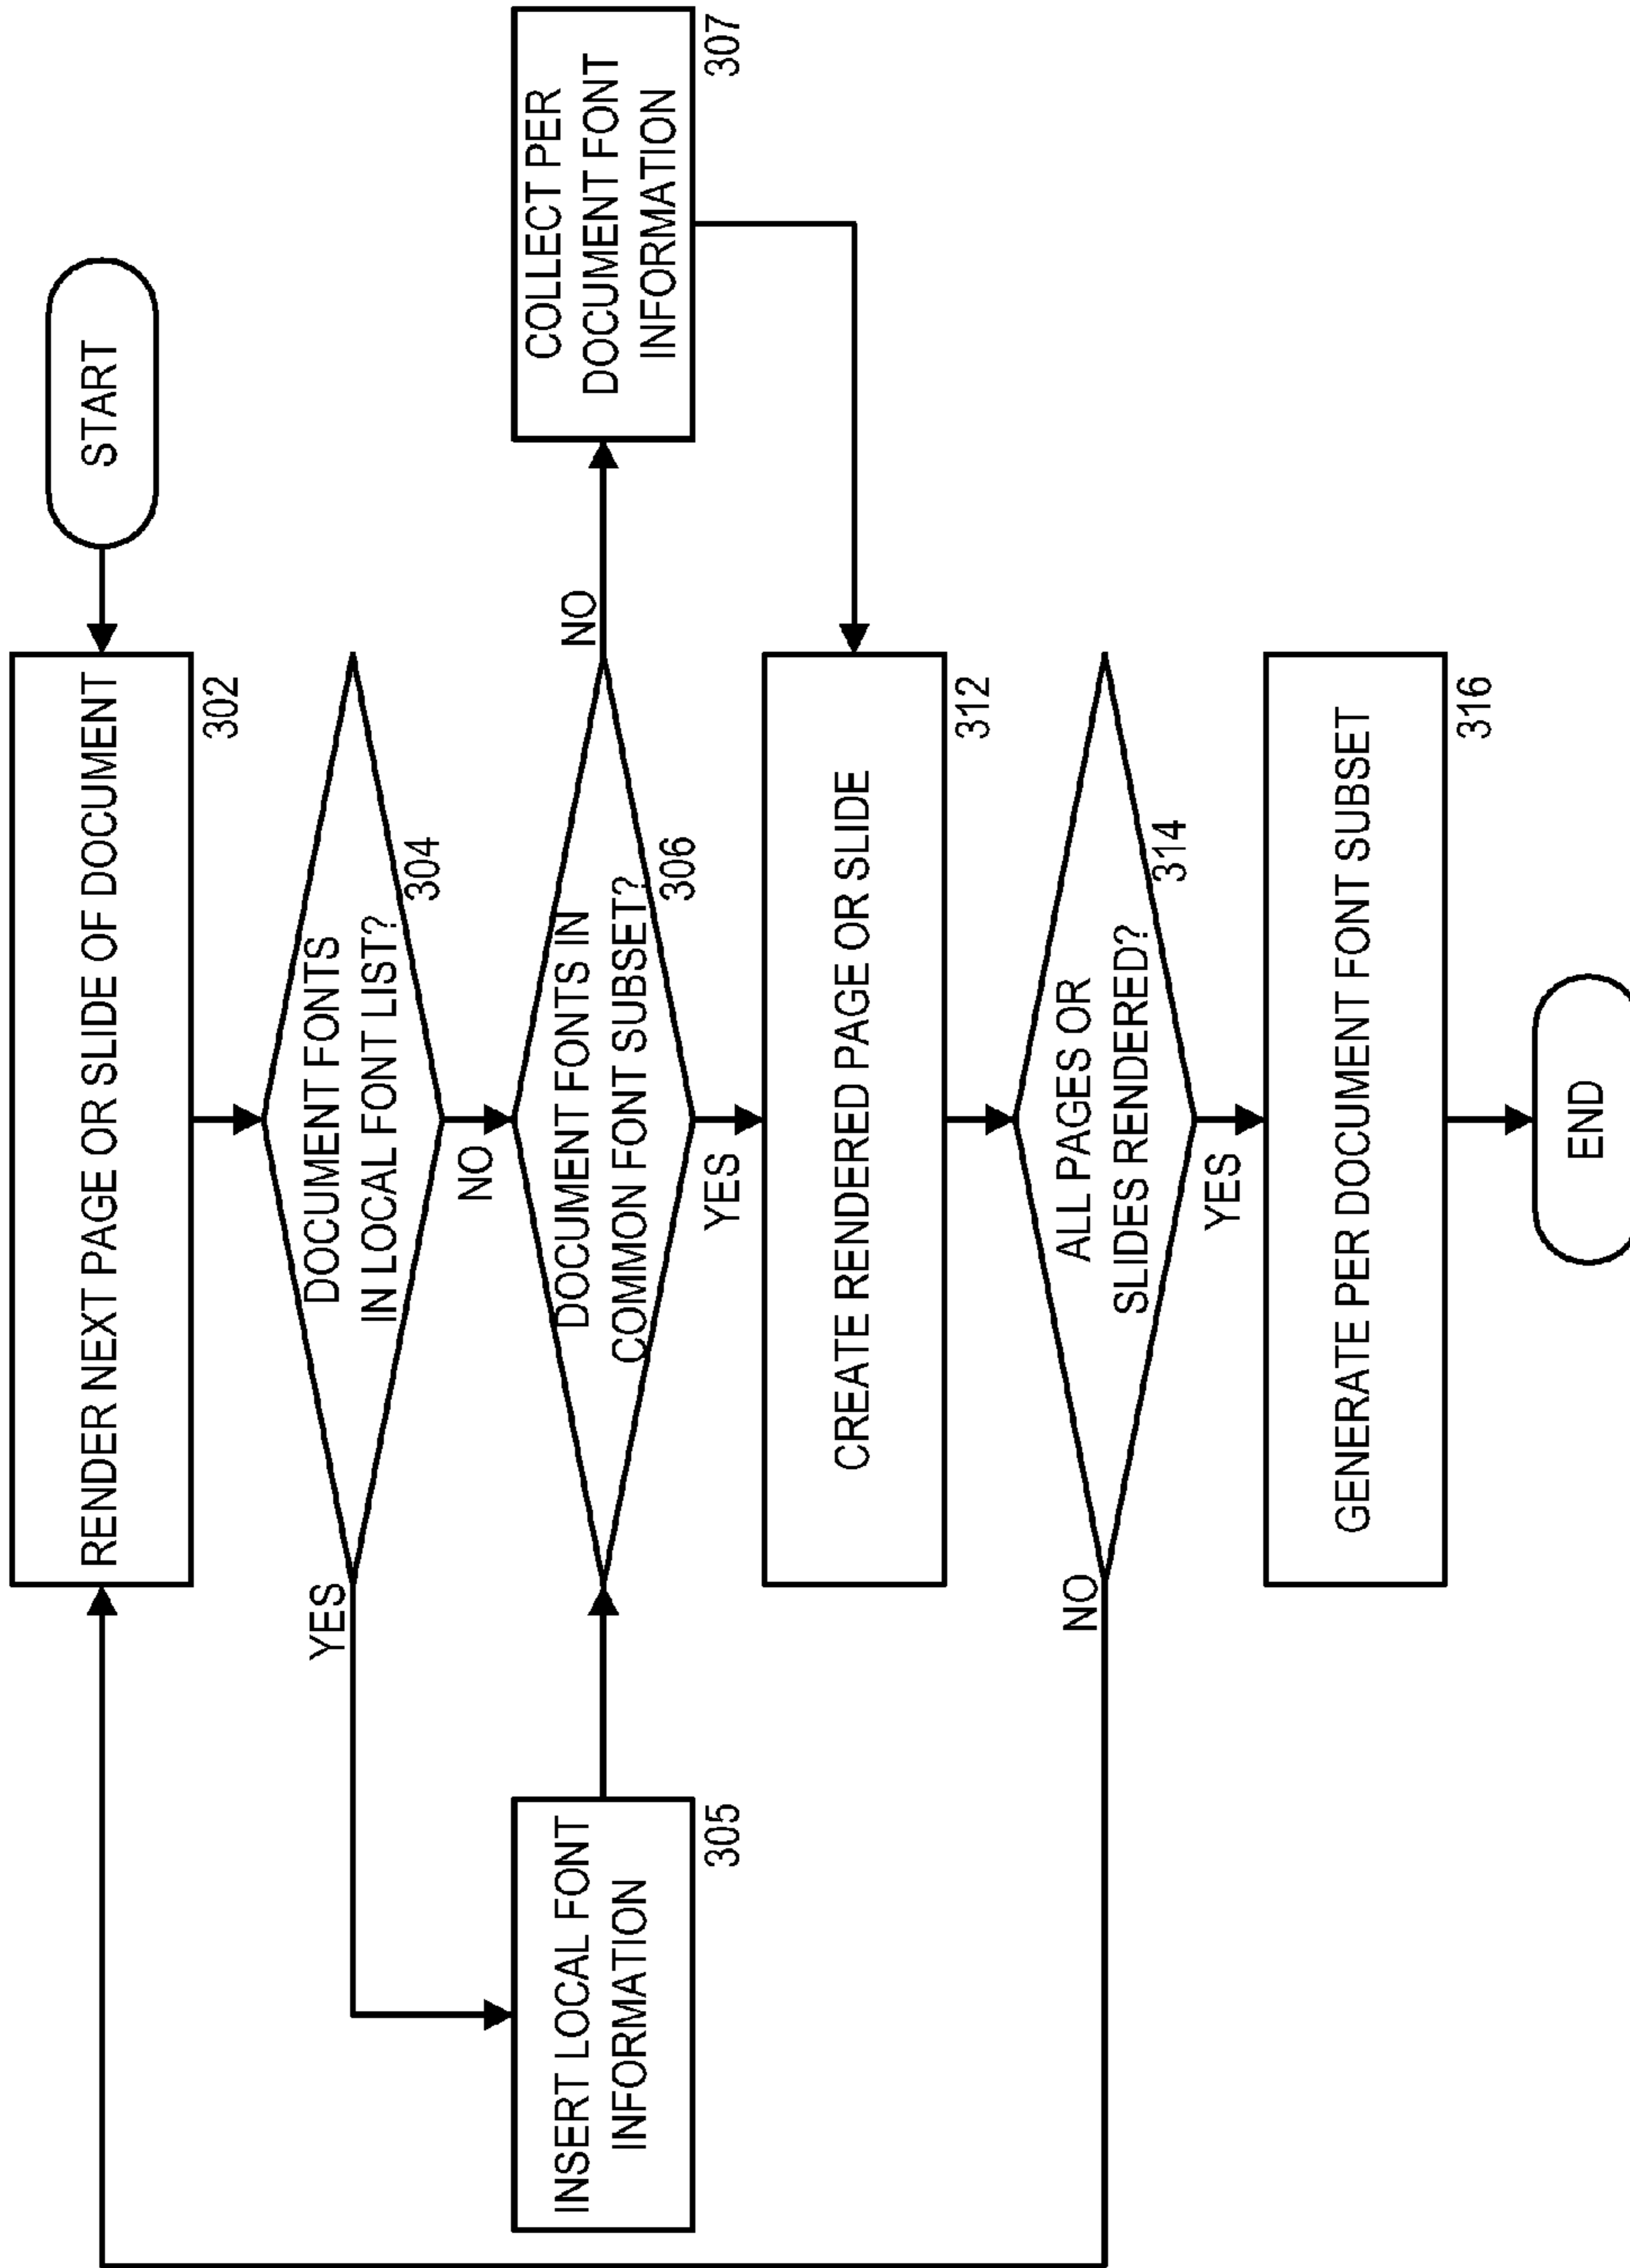 START
RENDER NEXT PAGE OR SLIDE OF DOCUMENT
302
DOCUMENT FONTS
IN LOCAL FONT LIST?
304
YES
NO
INSERT LOCAL FONT
INFORMATION
305
DOCUMENT FONTS IN
COMMON FONT SUBSET?
306
NO
YES
COLLECT PER
DOCUMENT FONT
INFORMATION
307
CREATE RENDERED PAGE OR SLIDE
312
ALL PAGES OR
SLIDES RENDERED?
314
NO
YES
GENERATE PER DOCUMENT FONT SUBSET
316
END